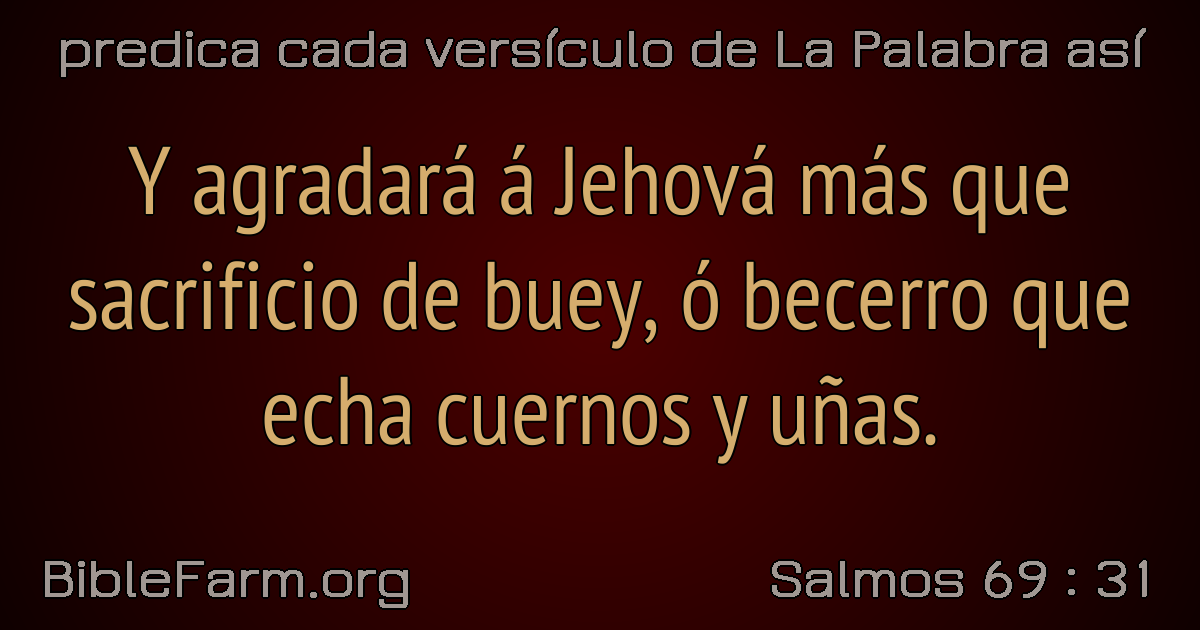 predica cada versículo de La Palabra así
Y agradará á Jehová más que
sacrificio de buey, ó becerro que
echa cuernos y uñas.
BibleFarm.org
Salmos 69 : 31